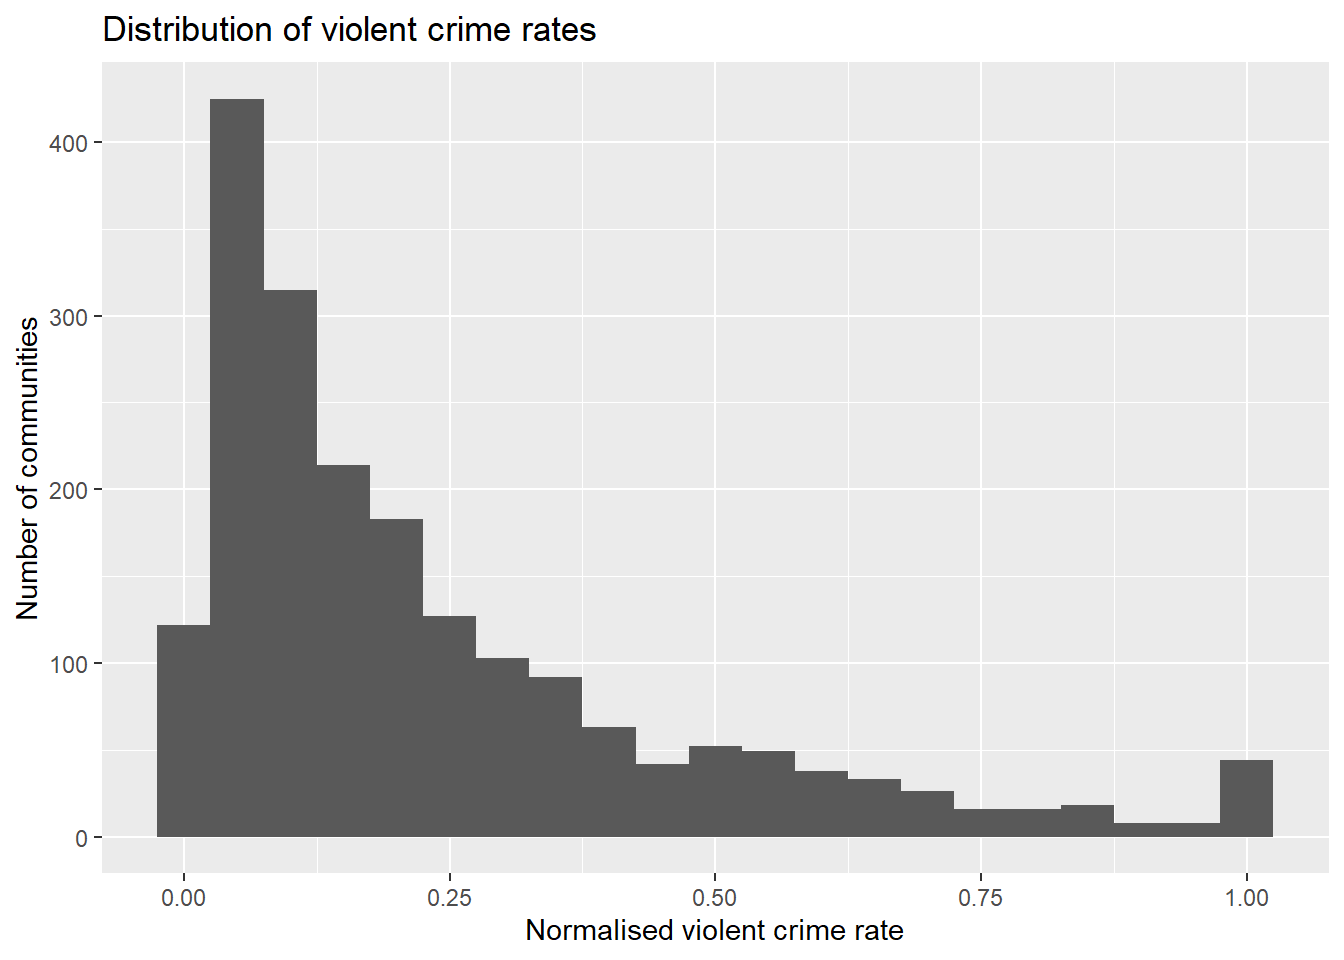 Distribution of violent crime rates
Number of communities
400
300
200
100
0
0.00 0.25 0.50 0.75 1.00
Normalised violent crime rate